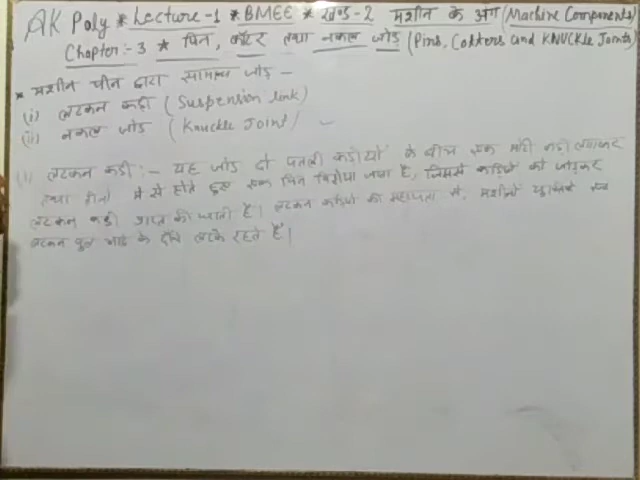 AK Poly * Lecture-1 * BMEE * खण्ड-2 मशीन के अंग (Machine Components)
Chapter:-3 * पिन, कॉटर तथा नकल जोड़ (Pins, Cotters and KNUCKLE Joints)
* मशीन पीन द्वारा सामान्य जोड़ —
(i) लटकन कड़ी (Suspension link)
(ii) नकल जोड़ (Knuckle Joint)
(i) लटकन कड़ी :- यह जोड़ दो पतली कड़ीयों के बीच एक मोटी कड़ी लगाकर
तथा तीनो में से होते हुए एक पिन पिरोया जाता है, जिससे कड़ियों को जोड़कर
लटकन कड़ी प्राप्त की जाती है। लटकन कड़ियों की सहायता से मशीनों
लटकन पुल के लटके रहते हैं।